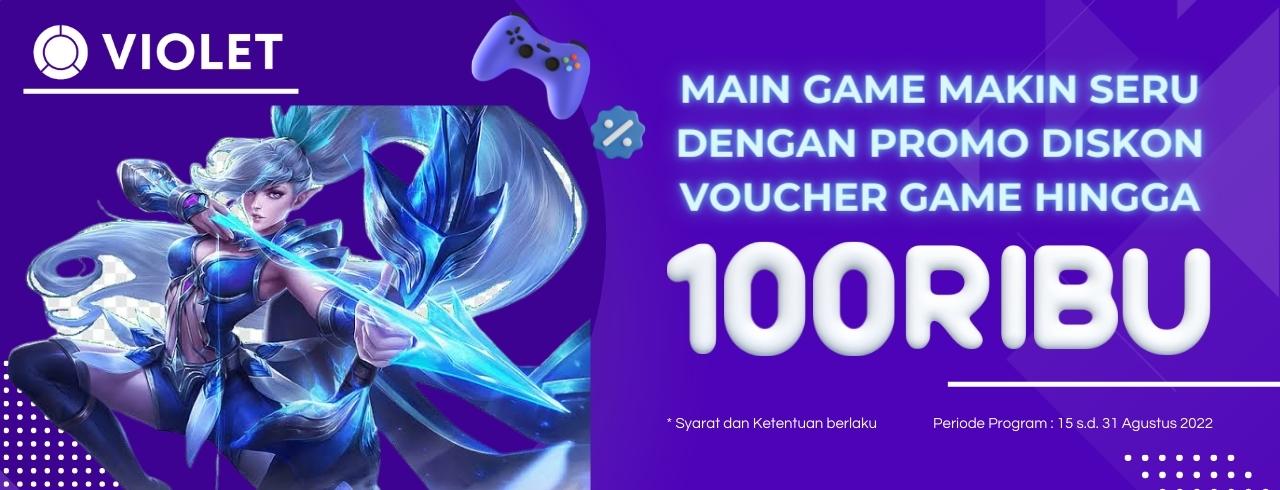 VIOLET
MAIN GAME MAKIN SERU
DENGAN PROMO DISKON
VOUCHER GAME HINGGA
100RIBU
* Syarat dan Ketentuan berlaku
Periode Program : 15 s.d. 31 Agustus 2022